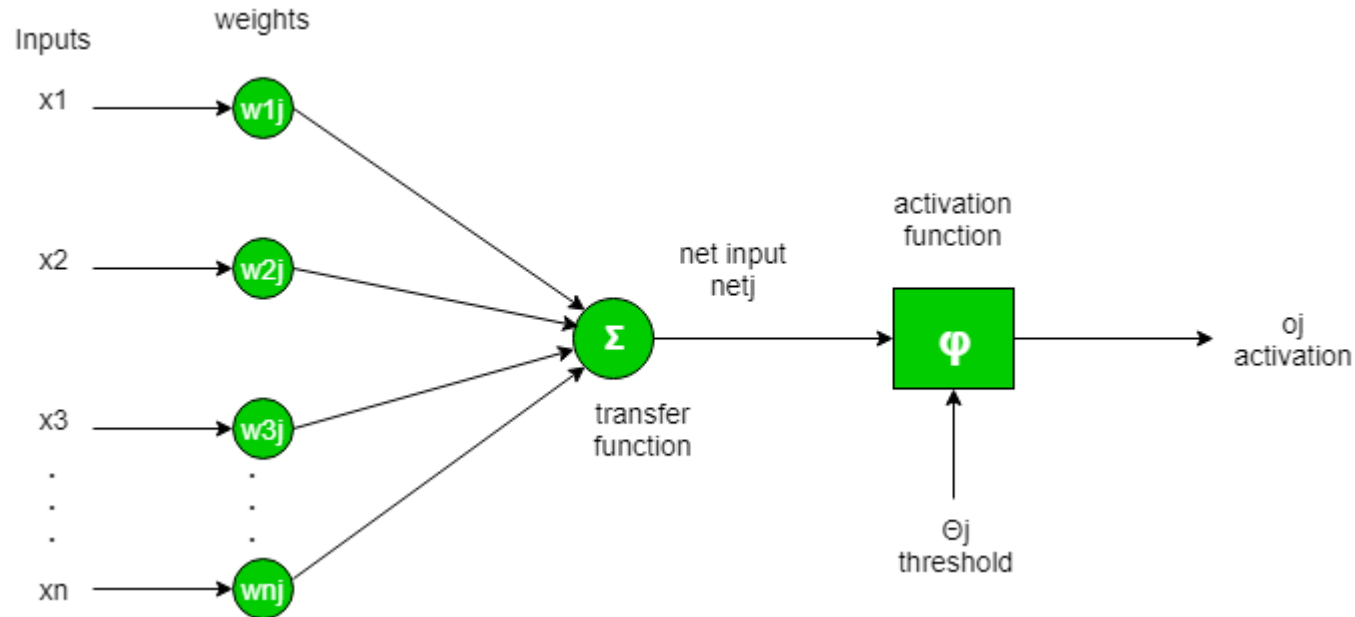 weights
Inputs
x1
w1j
x2
w2j
x3
w3j
.
.
.
.
.
.
xn
wnj
Σ
transfer
function
net input
netj
activation
function
φ
Θj
threshold
oj
activation